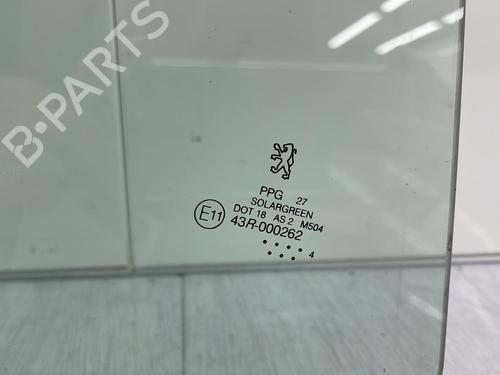 B-PARTS
PPG 27
SOLARGREEN
DOT 18 AS 2 M504
E11 43R-000262
4